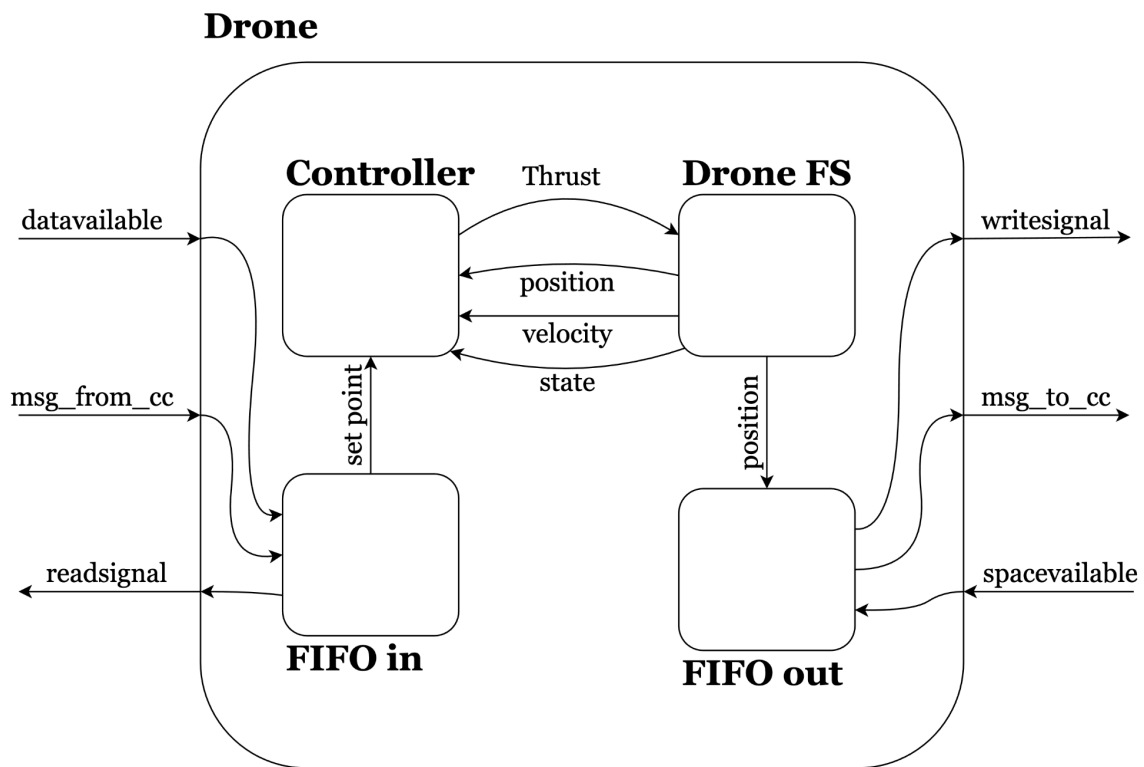 Drone
Controller
Thrust
Drone FS
datavailable
writesignal
position
velocity
state
msg_from_cc
set point
position
msg_to_cc
readsignal
spacevailable
FIFO in
FIFO out